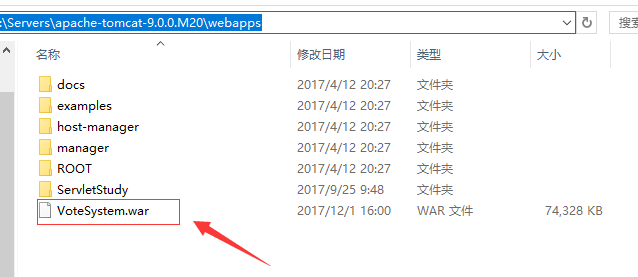 :\Servers\apache-tomcat-9.0.0.M20\webapps 搜索
名称 修改日期 类型 大小
docs 2017/4/12 20:27 文件夹
examples 2017/4/12 20:27 文件夹
host-manager 2017/4/12 20:27 文件夹
manager 2017/4/12 20:27 文件夹
ROOT 2017/4/12 20:27 文件夹
ServletStudy 2017/9/25 9:48 文件夹
VoteSystem.war 2017/12/1 16:00 WAR 文件 74,328 KB